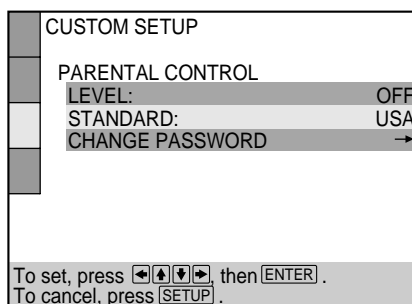 CUSTOM SETUP
PARENTAL CONTROL
LEVEL: OFF
STANDARD: USA
CHANGE PASSWORD →
To set, press ←↑↓→, then ENTER .
To cancel, press SETUP .